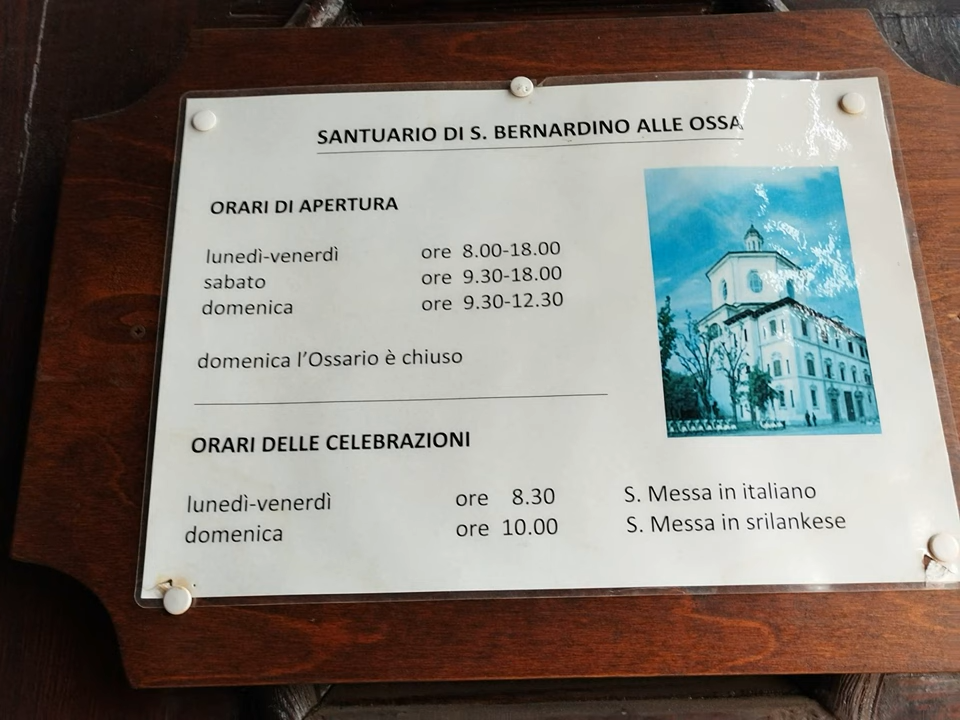 SANTUARIO DI S. BERNARDINO ALLE OSSA
ORARI DI APERTURA
lunedì-venerdì ore 8.00-18.00
sabato ore 9.30-18.00
domenica ore 9.30-12.30
domenica l'Ossario è chiuso
ORARI DELLE CELEBRAZIONI
lunedì-venerdì ore 8.30 S. Messa in italiano
domenica ore 10.00 S. Messa in srilankese